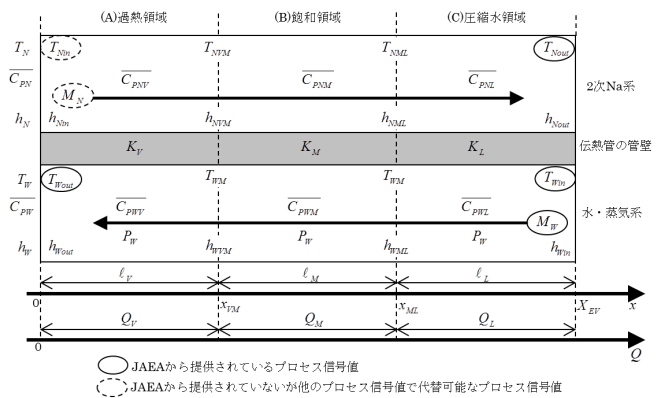 (A)過熱領域 (B)飽和領域 (C)圧縮水領域
T_N T_Nin T_NVM T_NML T_Nout
C_PN C_PNV C_PNM C_PNL 2次Na系
M_N
h_N h_Nin h_NVM h_NML h_Nout
K_V K_M K_L 伝熱管の管壁
T_W T_Wout T_WM T_WM T_Win
C_PW C_PWV C_PWM C_PWL 水・蒸気系
M_W
P_W P_W P_W
h_W h_Wout h_WVM h_WML h_Win
ℓ_V ℓ_M ℓ_L
0 x_VM x_ML X_EV x
Q_V Q_M Q_L
0 Q
JAEAから提供されているプロセス信号値
JAEAから提供されていないが他のプロセス信号値で代替可能なプロセス信号値